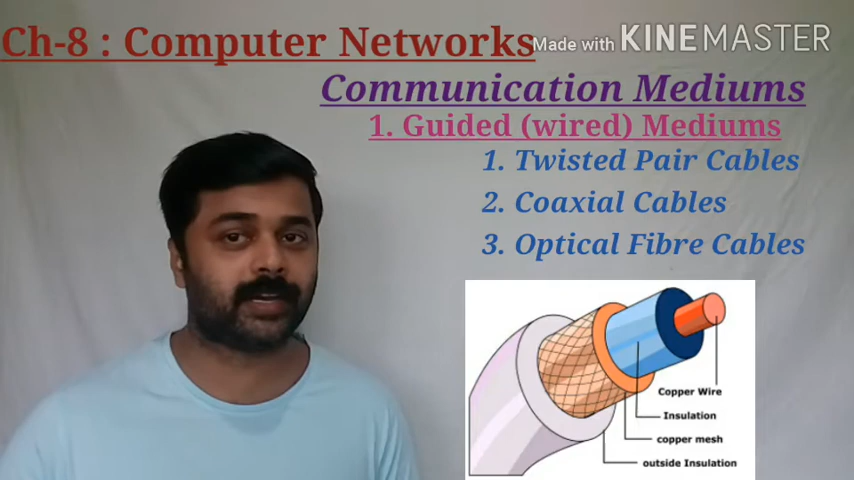 Ch-8 : Computer Networks
Made with KINEMASTER
Communication Mediums
1. Guided (wired) Mediums
1. Twisted Pair Cables
2. Coaxial Cables
3. Optical Fibre Cables
Copper Wire
Insulation
copper mesh
outside Insulation